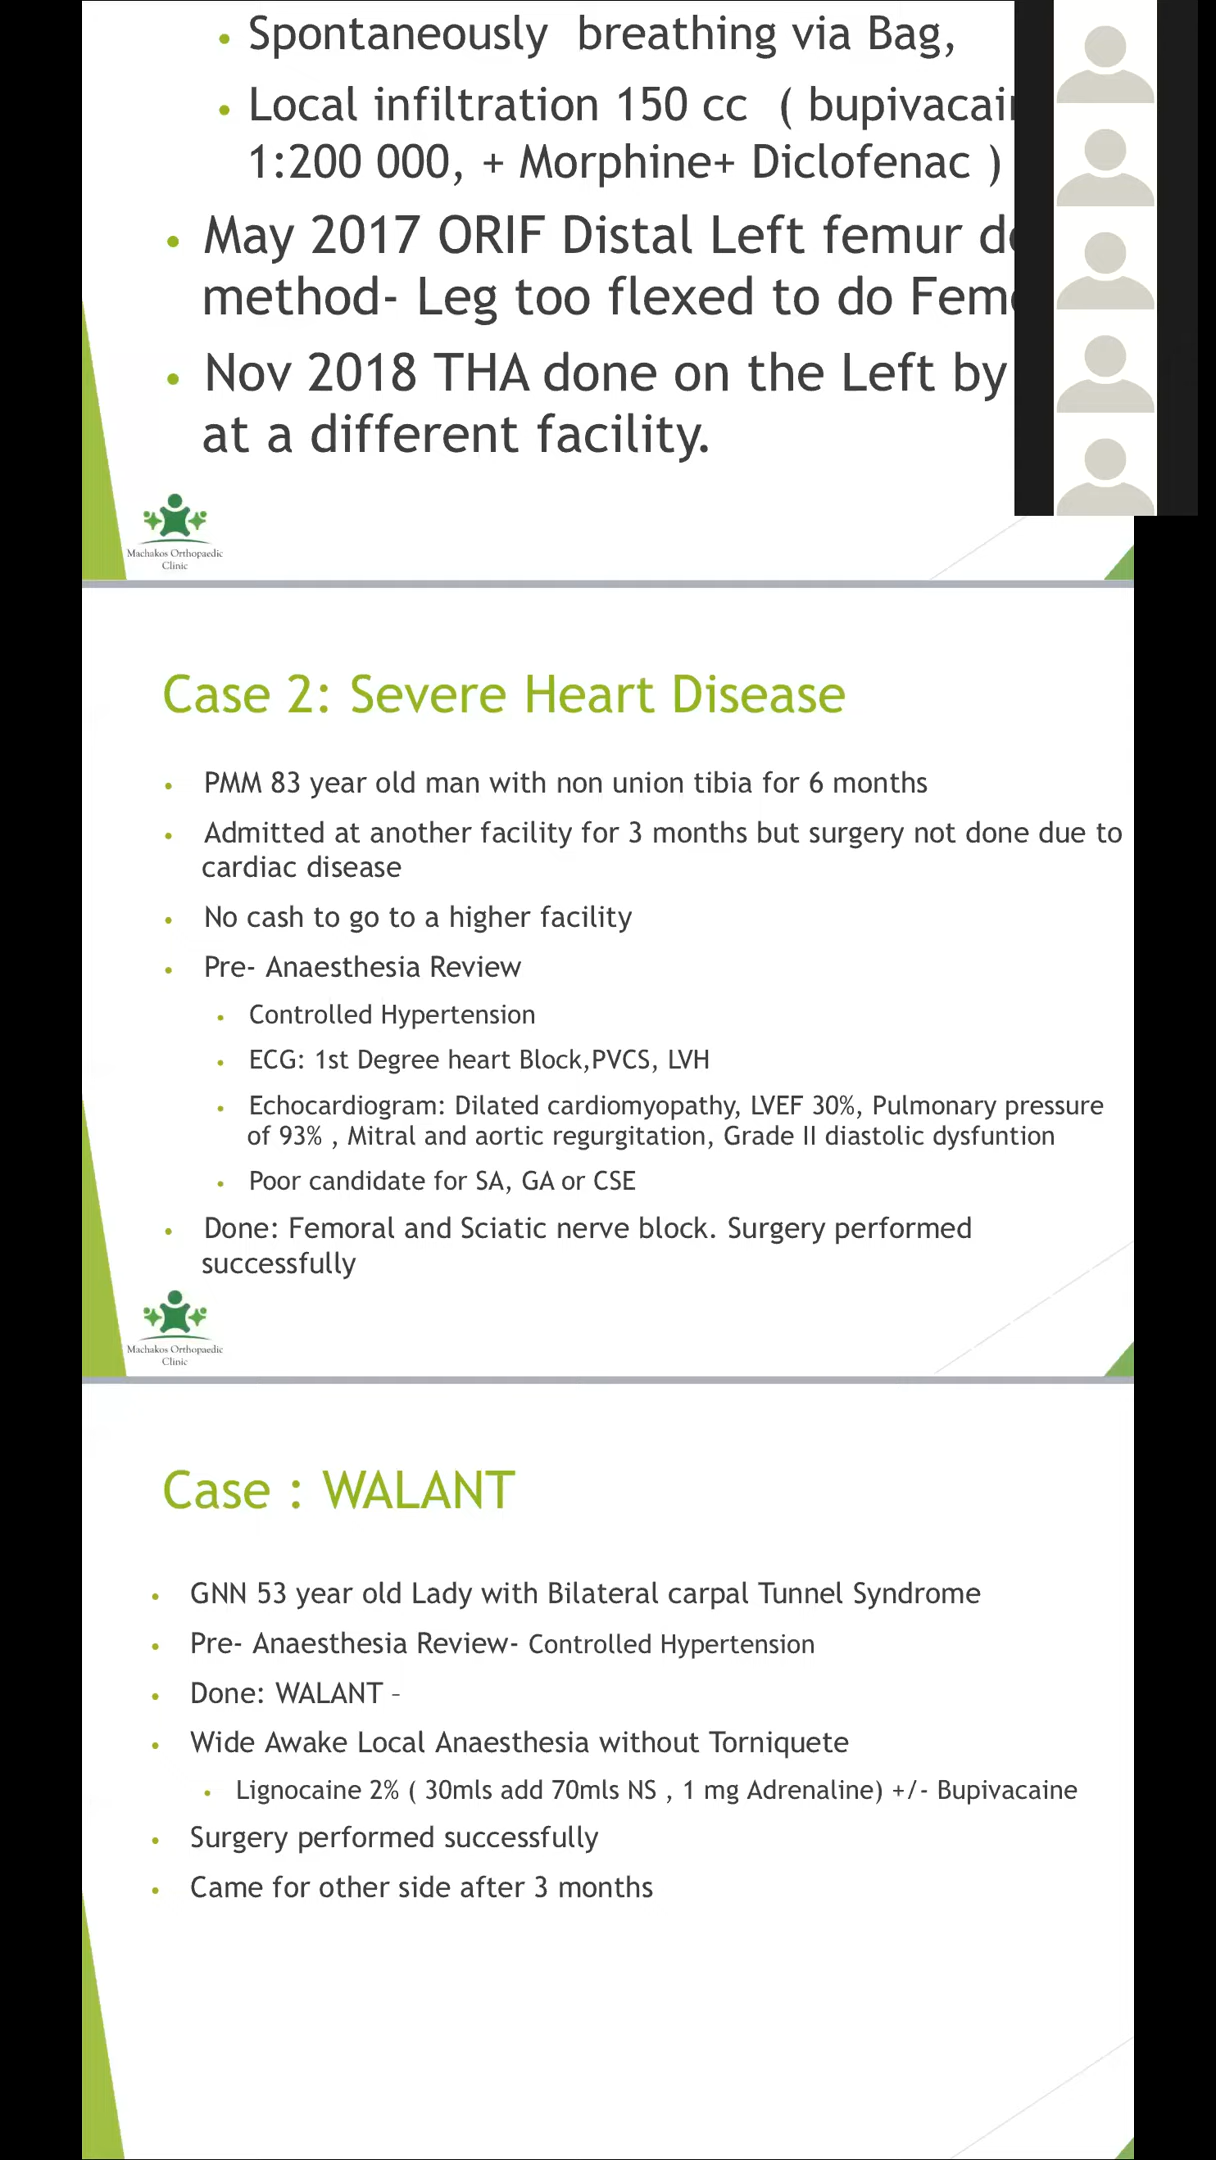 • Spontaneously breathing via Bag,
• Local infiltration 150 cc ( 
1:200 000, + Morphine+ Diclofenac )
• May 2017 ORIF Distal Left femur
method- Leg too flexed to do
• Nov 2018 THA done on the Left by
at a different facility.
Machakos Orthopaedic
Clinic
Case 2: Severe Heart Disease
• PMM 83 year old man with non union tibia for 6 months
• Admitted at another facility for 3 months but surgery not done due to
cardiac disease
• No cash to go to a higher facility
• Pre- Anaesthesia Review
• Controlled Hypertension
• ECG: 1st Degree heart Block,PVCS, LVH
• Echocardiogram: Dilated cardiomyopathy, LVEF 30%, Pulmonary pressure
of 93% , Mitral and aortic regurgitation, Grade II diastolic dysfuntion
• Poor candidate for SA, GA or CSE
• Done: Femoral and Sciatic nerve block. Surgery performed
successfully
Machakos Orthopaedic
Clinic
Case : WALANT
• GNN 53 year old Lady with Bilateral carpal Tunnel Syndrome
• Pre- Anaesthesia Review- Controlled Hypertension
• Done: WALANT –
• Wide Awake Local Anaesthesia without Torniquete
• Lignocaine 2% ( 30mls add 70mls NS , 1 mg Adrenaline) +/- Bupivacaine
• Surgery performed successfully
• Came for other side after 3 months